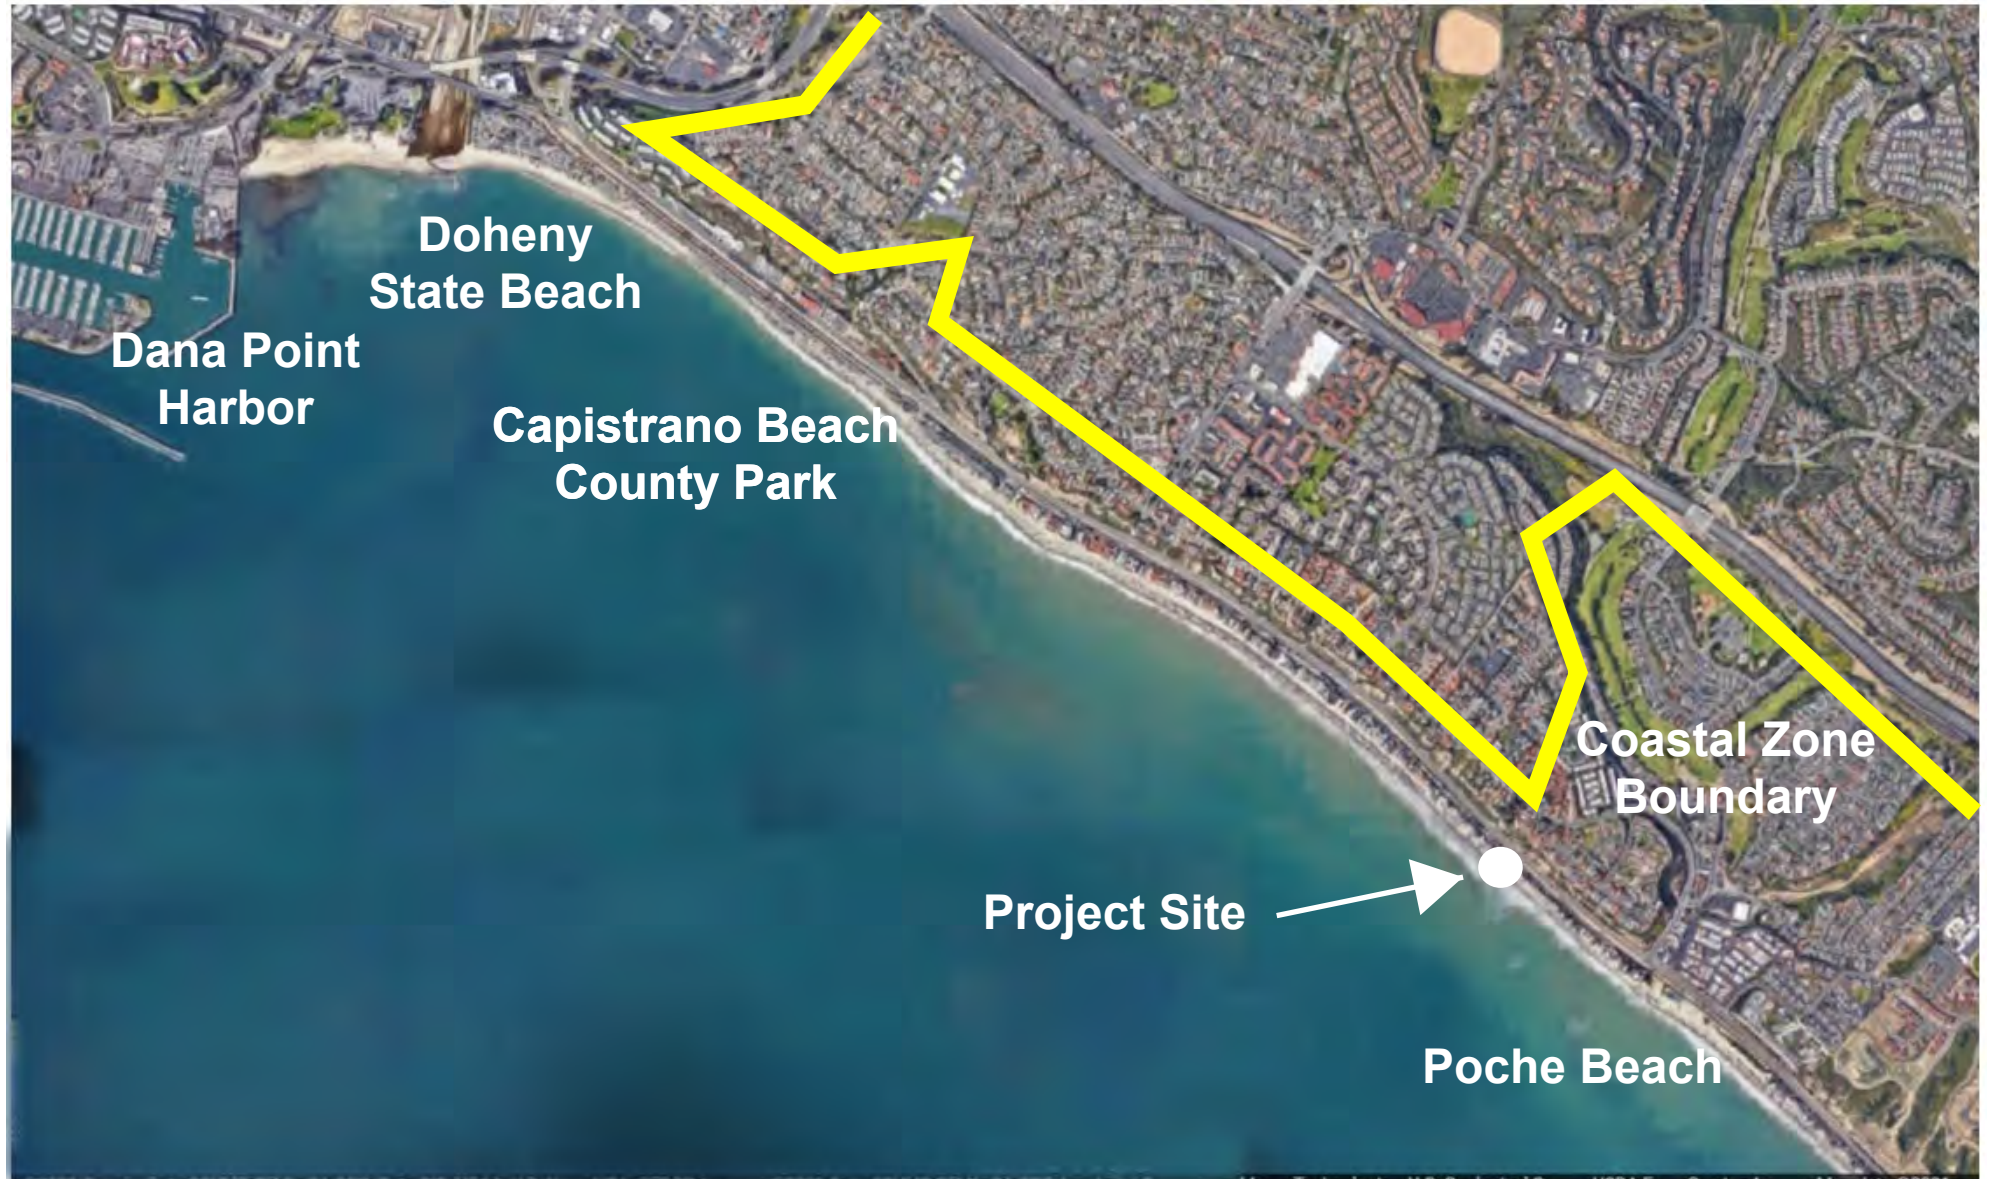 Doheny
State Beach
Dana Point
Harbor
Capistrano Beach
County Park
Coastal Zone
Boundary
Project Site
Poche Beach